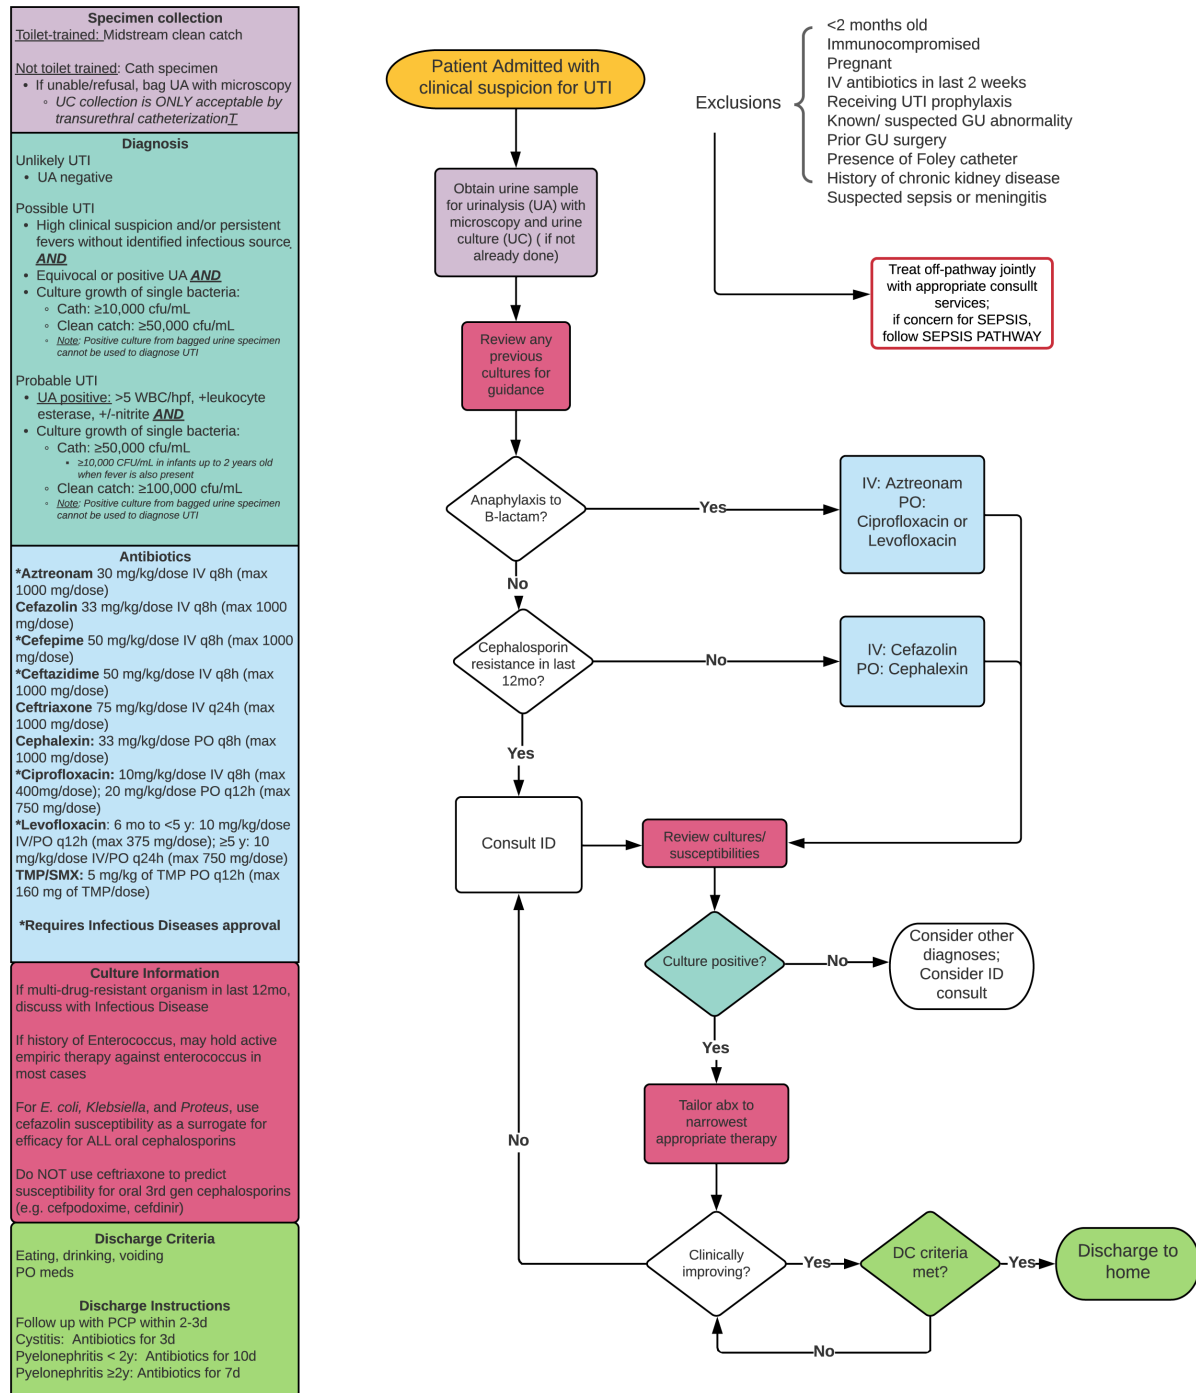 Specimen collection
Toilet-trained: Midstream clean catch
Not toilet trained: Cath specimen
• If unable/refusal, bag UA with microscopy
◦ UC collection is ONLY acceptable by
transurethral catheterizationT
Diagnosis
Unlikely UTI
• UA negative
Possible UTI
• High clinical suspicion and/or persistent
fevers without identified infectious source,
AND
• Equivocal or positive UA AND
• Culture growth of single bacteria:
◦ Cath: ≥10,000 cfu/mL
◦ Clean catch: ≥50,000 cfu/mL
◦ Note: Positive culture from bagged urine specimen
cannot be used to diagnose UTI
Probable UTI
• UA positive: >5 WBC/hpf, +leukocyte
esterase, +/-nitrite AND
• Culture growth of single bacteria:
◦ Cath: ≥50,000 cfu/mL
▪ ≥10,000 CFU/mL in infants up to 2 years old
when fever is also present
◦ Clean catch: ≥100,000 cfu/mL
◦ Note: Positive culture from bagged urine specimen
cannot be used to diagnose UTI
Antibiotics
*Aztreonam 30 mg/kg/dose IV q8h (max
1000 mg/dose)
Cefazolin 33 mg/kg/dose IV q8h (max 1000
mg/dose)
*Cefepime 50 mg/kg/dose IV q8h (max 1000
mg/dose)
*Ceftazidime 50 mg/kg/dose IV q8h (max
1000 mg/dose)
Ceftriaxone 75 mg/kg/dose IV q24h (max
1000 mg/dose)
Cephalexin: 33 mg/kg/dose PO q8h (max
1000 mg/dose)
*Ciprofloxacin: 10mg/kg/dose IV q8h (max
400mg/dose); 20 mg/kg/dose PO q12h (max
750 mg/dose)
*Levofloxacin: 6 mo to <5 y: 10 mg/kg/dose
IV/PO q12h (max 375 mg/dose); ≥5 y: 10
mg/kg/dose IV/PO q24h (max 750 mg/dose)
TMP/SMX: 5 mg/kg of TMP PO q12h (max
160 mg of TMP/dose)
*Requires Infectious Diseases approval
Culture Information
If multi-drug-resistant organism in last 12mo,
discuss with Infectious Disease
If history of Enterococcus, may hold active
empiric therapy against enterococcus in
most cases
For E. coli, Klebsiella, and Proteus, use
cefazolin susceptibility as a surrogate for
efficacy for ALL oral cephalosporins
Do NOT use ceftriaxone to predict
susceptibility for oral 3rd gen cephalosporins
(e.g. cefpodoxime, cefdinir)
Discharge Criteria
Eating, drinking, voiding
PO meds
Discharge Instructions
Follow up with PCP within 2-3d
Cystitis: Antibiotics for 3d
Pyelonephritis < 2y: Antibiotics for 10d
Pyelonephritis ≥2y: Antibiotics for 7d
Patient Admitted with
clinical suspicion for UTI
Exclusions
<2 months old
Immunocompromised
Pregnant
IV antibiotics in last 2 weeks
Receiving UTI prophylaxis
Known/ suspected GU abnormality
Prior GU surgery
Presence of Foley catheter
History of chronic kidney disease
Suspected sepsis or meningitis
Obtain urine sample
for urinalysis (UA) with
microscopy and urine
culture (UC) ( if not
already done)
Treat off-pathway jointly
with appropriate consullt
services;
if concern for SEPSIS,
follow SEPSIS PATHWAY
Review any
previous
cultures for
guidance
Anaphylaxis to
B-lactam?
Yes
IV: Aztreonam
PO:
Ciprofloxacin or
Levofloxacin
No
Cephalosporin
resistance in last
12mo?
No
IV: Cefazolin
PO: Cephalexin
Yes
Consult ID
Review cultures/
susceptibilities
Culture positive?
No
Consider other
diagnoses;
Consider ID
consult
Yes
Tailor abx to
narrowest
appropriate therapy
No
Clinically
improving?
Yes
DC criteria
met?
Yes
Discharge to
home
No